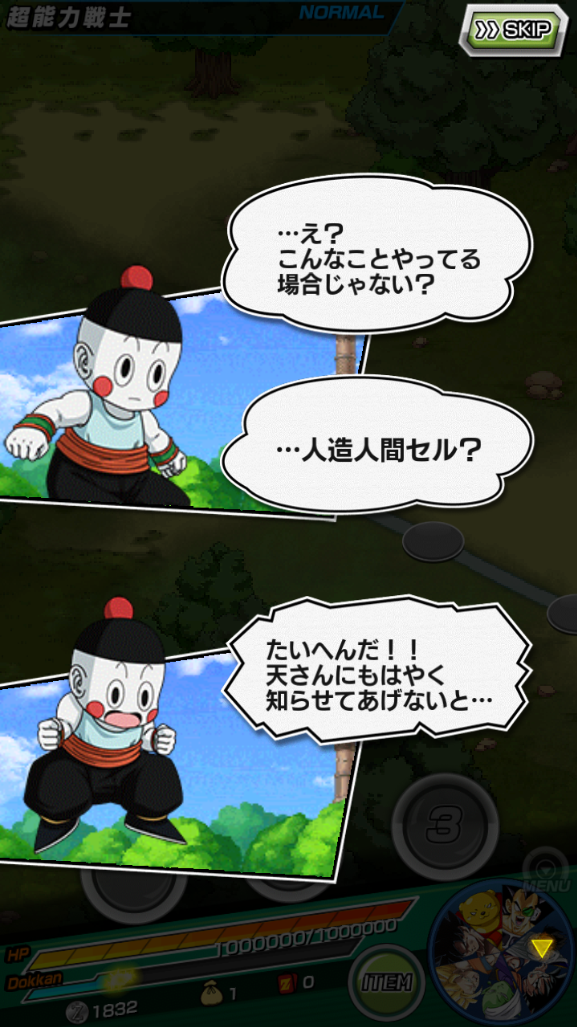 超能力戦士
NORMAL
SKIP
…え?
こんなことやってる
場合じゃない?
…人造人間セル?
たいへんだ!!
天さんにもはやく
知らせてあげないと…
3
MENU
HP
1000000/1000000
Dokkan
ITEM
Z 1832
1
Z 0